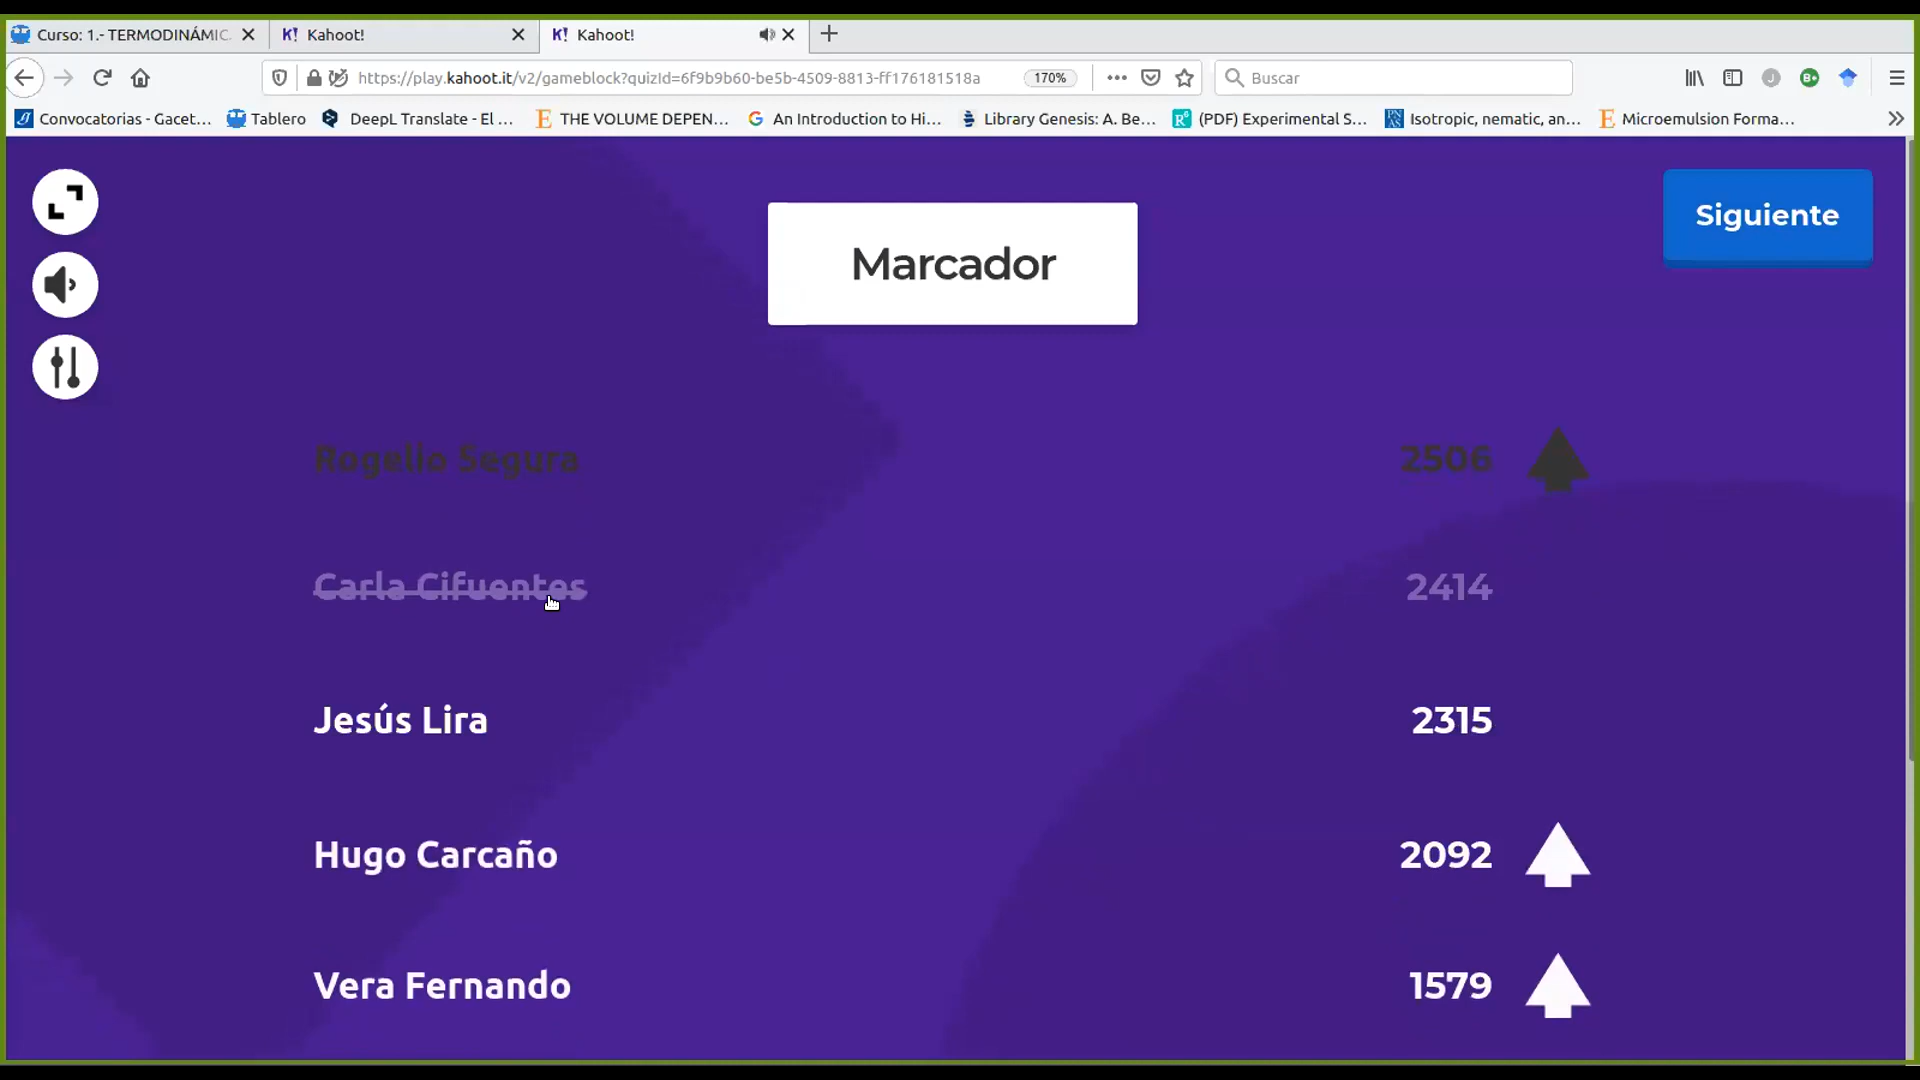 Curso: 1.- TERMODINÁMIC
K! Kahoot!
K! Kahoot!
https://play.kahoot.it/v2/gameblock?quizId=6f9b9b60-be5b-4509-8813-ff176181518a
170%
Buscar
Convocatorias - Gacet...
Tablero
DeepL Translate - El ...
THE VOLUME DEPEN...
An Introduction to Hi...
Library Genesis: A. Be...
(PDF) Experimental S...
Isotropic, nematic, an...
Microemulsion Forma...
Siguiente
Marcador
Rogelio Segura 2506
Carla Cifuentes 2414
Jesús Lira 2315
Hugo Carcaño 2092
Vera Fernando 1579